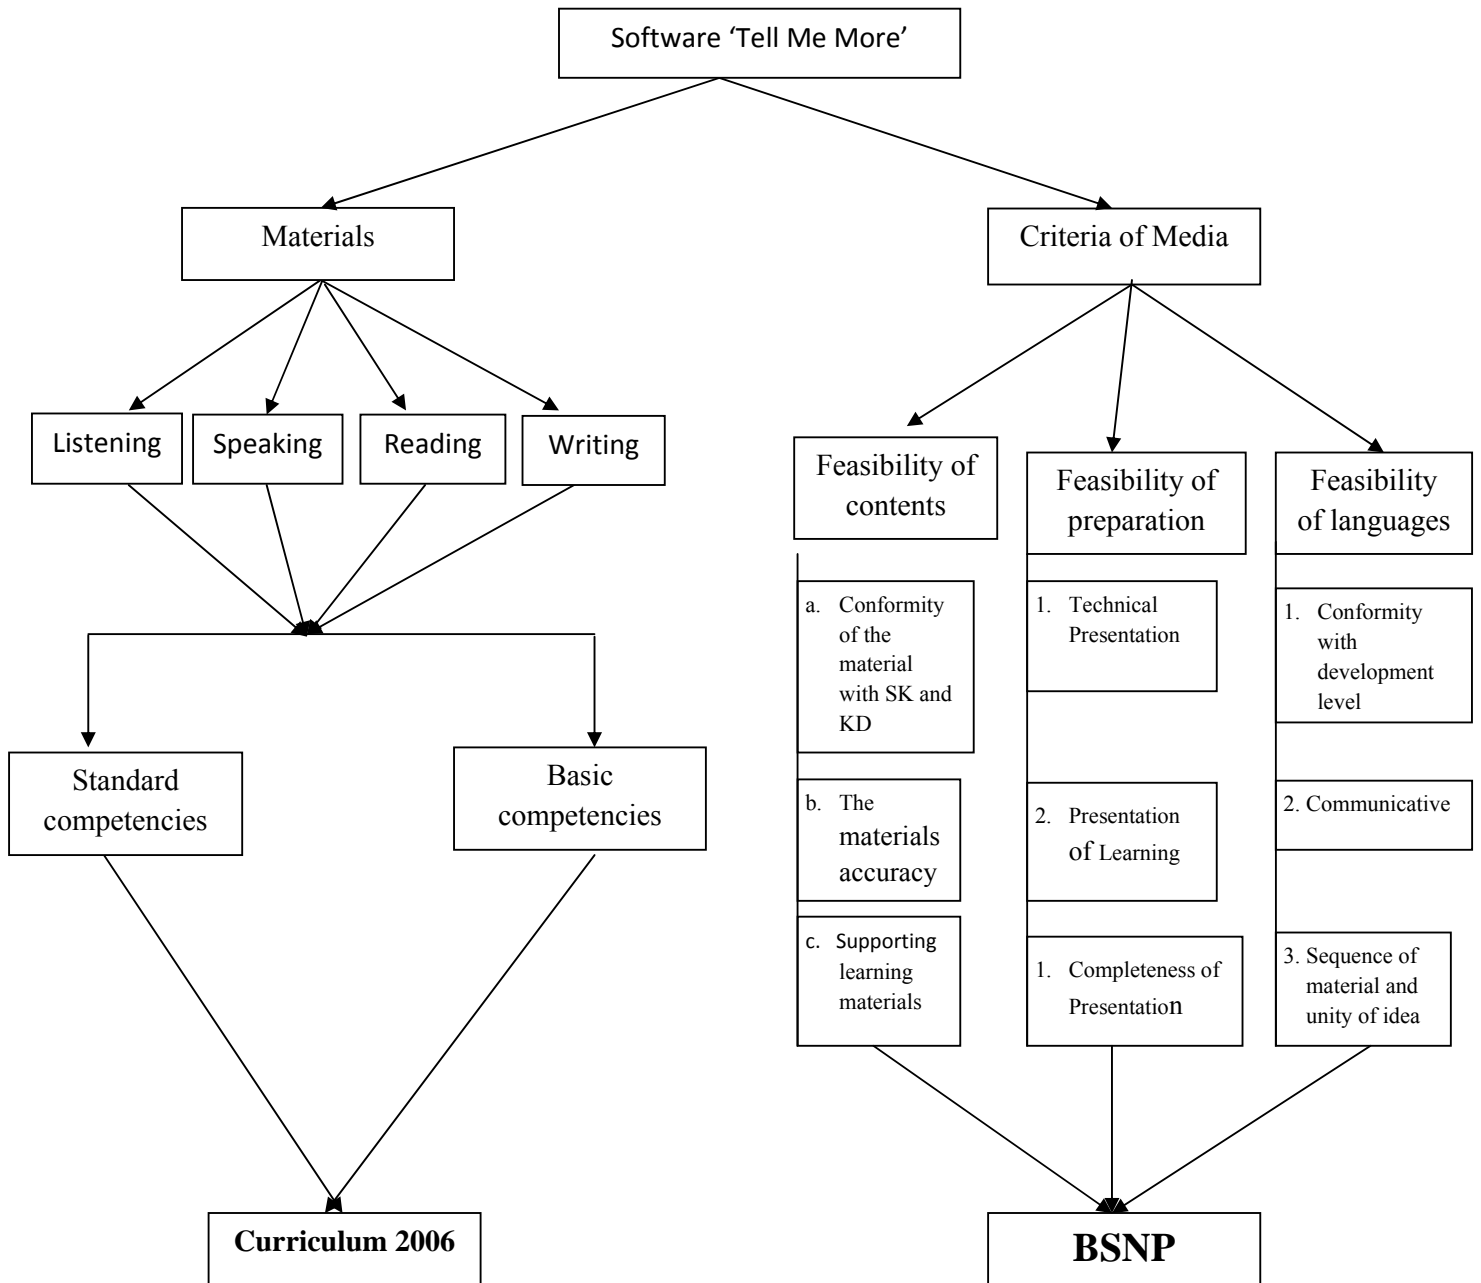 Software ‘Tell Me More’
Materials
Criteria of Media
Listening
Speaking
Reading
Writing
Feasibility of
contents
Feasibility of
preparation
Feasibility
of languages
a. Conformity
of the
material
with SK and
KD
b. The
materials
accuracy
c. Supporting
learning
materials
1. Technical
Presentation
2. Presentation
of Learning
1. Completeness of
Presentation
1. Conformity
with
development
level
2. Communicative
3. Sequence of
material and
unity of idea
Standard
competencies
Basic
competencies
Curriculum 2006
BSNP